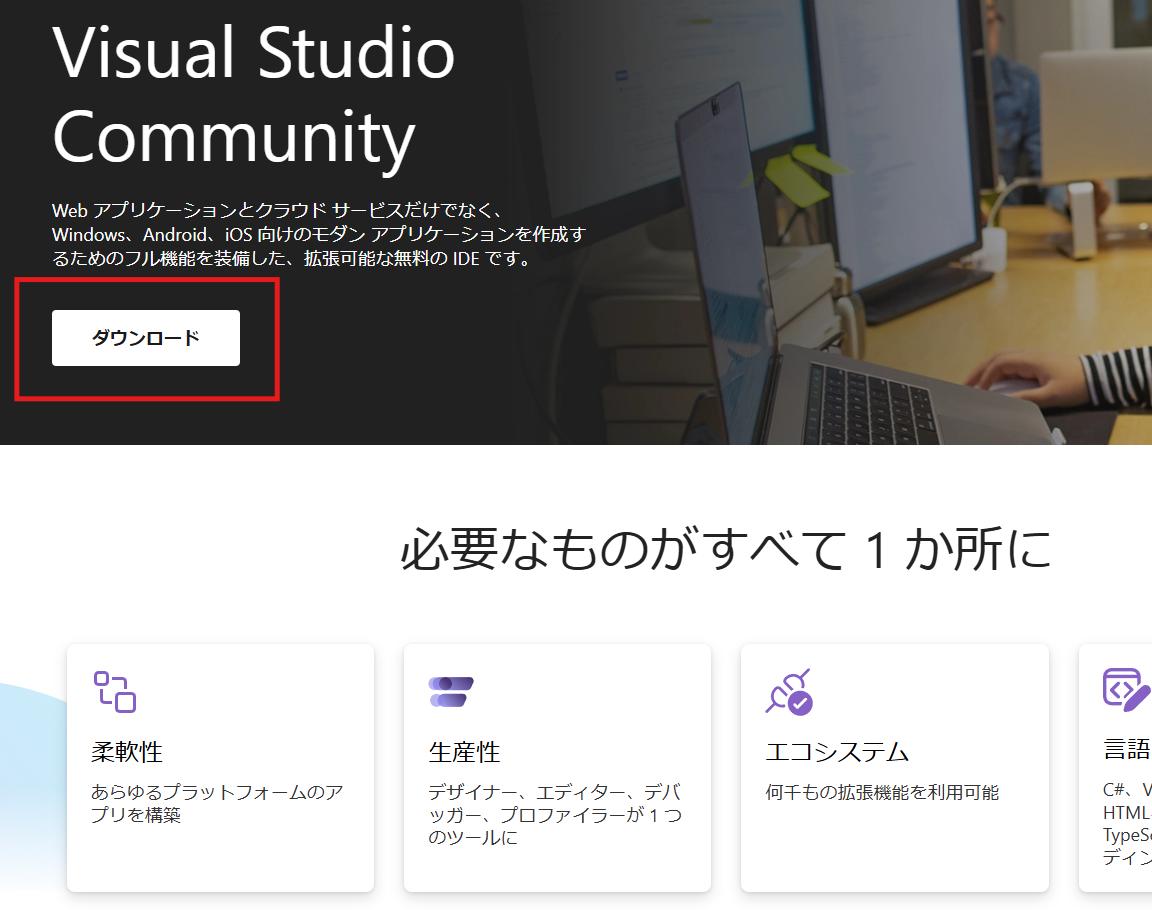 Visual Studio
Community
Web アプリケーションとクラウド サービスだけでなく、
Windows、Android、iOS 向けのモダン アプリケーションを作成す
るためのフル機能を装備した、拡張可能な無料の IDE です。
ダウンロード
必要なものがすべて 1 か所に
柔軟性
あらゆるプラットフォームのア
プリを構築
生産性
デザイナー、エディター、デバ
ッガー、プロファイラーが 1 つ
のツールに
エコシステム
何千もの拡張機能を利用可能
言語
C#、V
HTML
TypeSc
ディン